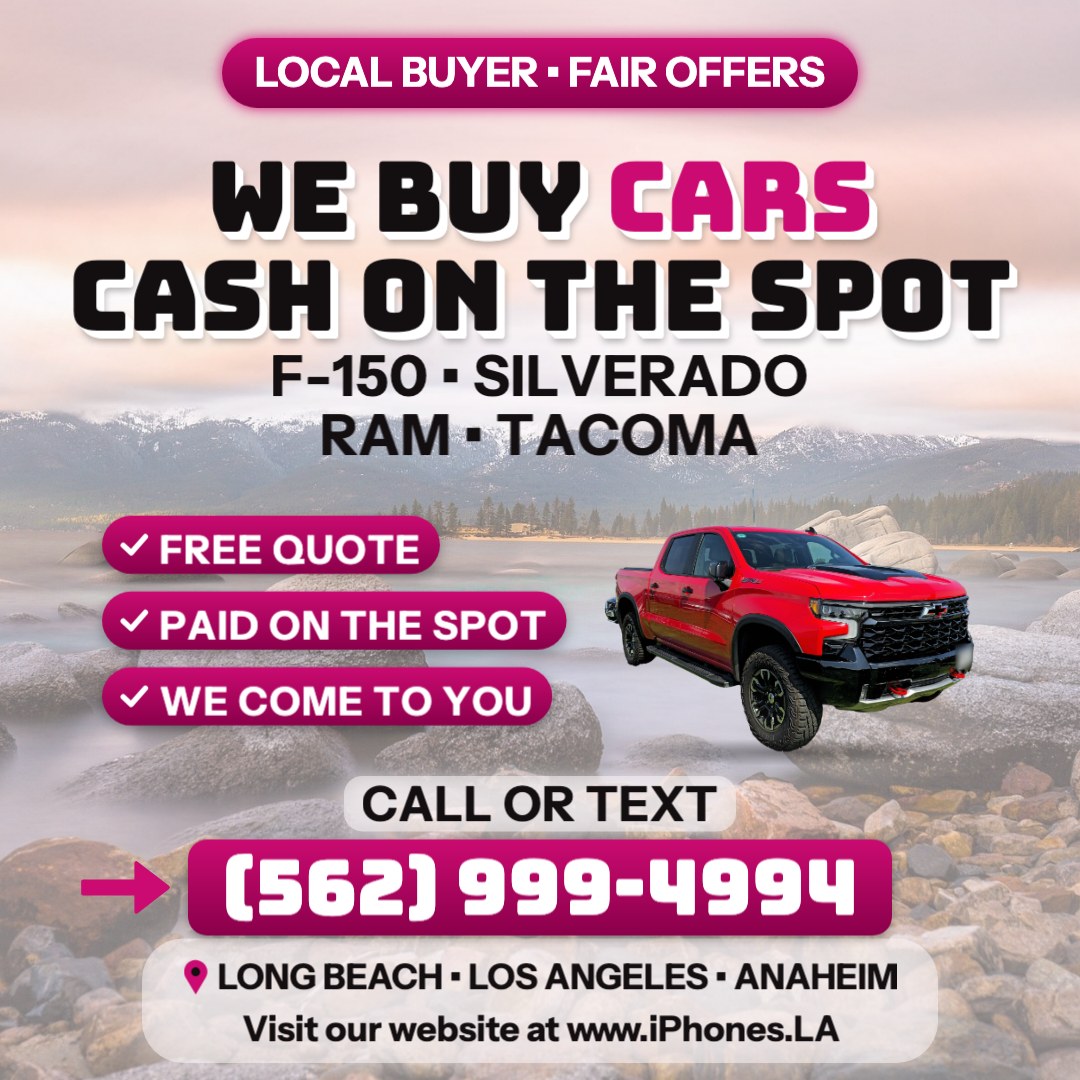 LOCAL BUYER ▪ FAIR OFFERS
WE BUY CARS
CASH ON THE SPOT
F-150 ▪ SILVERADO
RAM ▪ TACOMA
✓ FREE QUOTE
✓ PAID ON THE SPOT
✓ WE COME TO YOU
CALL OR TEXT
(562) 999-4994
LONG BEACH ▪ LOS ANGELES ▪ ANAHEIM
Visit our website at www.iPhones.LA